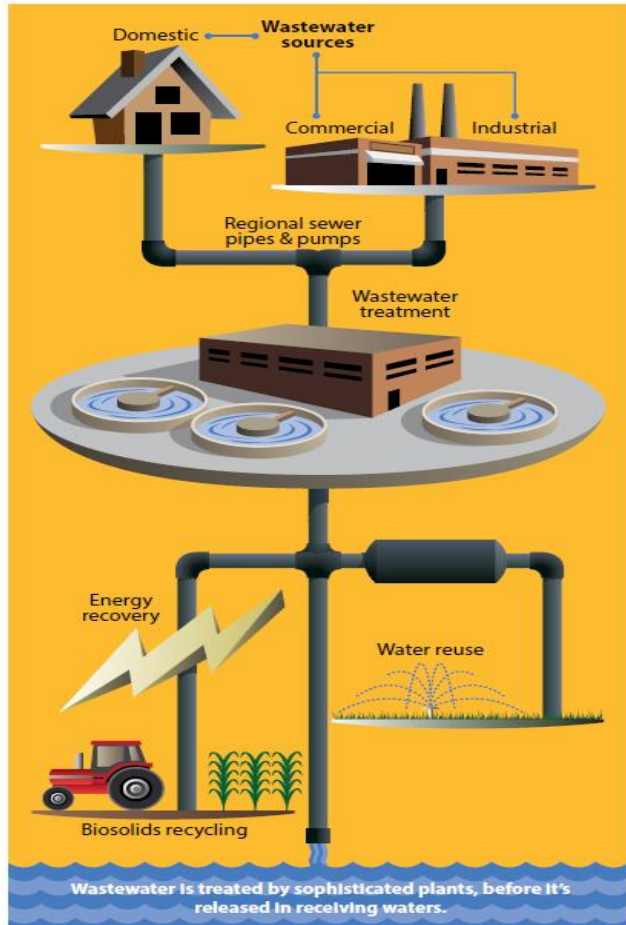 Domestic
Wastewater
sources
Commercial
Industrial
Regional sewer
pipes & pumps
Wastewater
treatment
Energy
recovery
Water reuse
Biosolids recycling
Wastewater is treated by sophisticated plants, before it's
released in receiving waters.